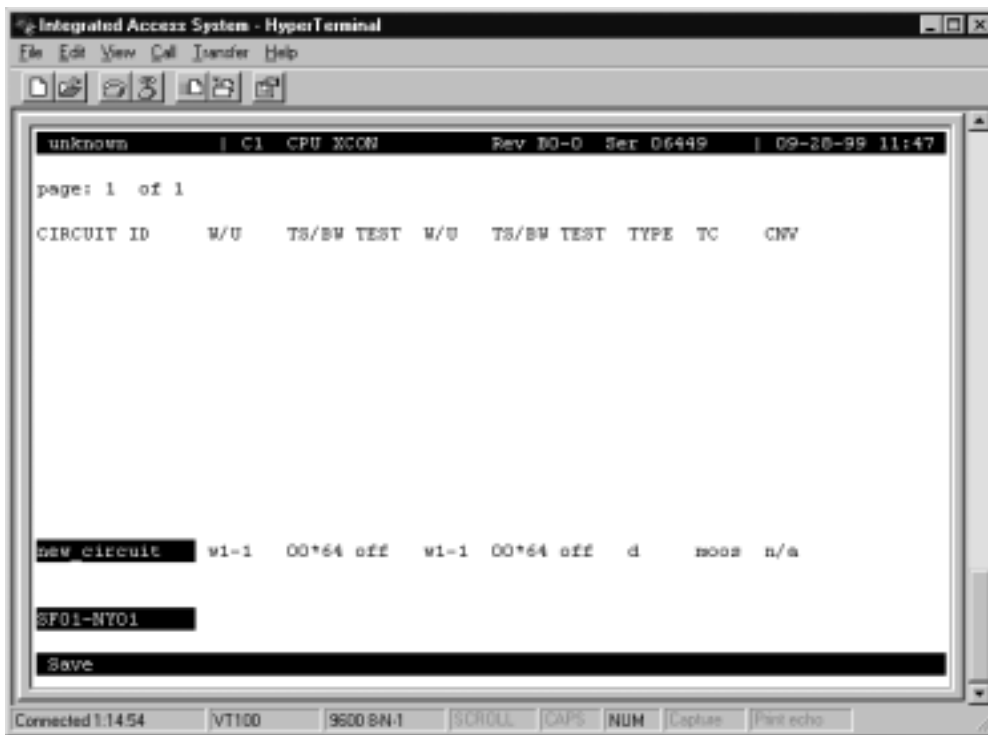 Integrated Access System - HyperTerminal
File Edit View Call Transfer Help
unknown | C1 CPU XCON Rev B0-0 Ser 06449 | 09-28-99 11:47
page: 1 of 1
CIRCUIT ID W/U TS/BW TEST W/U TS/BW TEST TYPE TC CNV
new_circuit w1-1 00*64 off w1-1 00*64 off d moos n/a
SF01-NY01
Save
Connected 1:14:54 VT100 9600 8-N-1 SCROLL CAPS NUM Capture Print echo